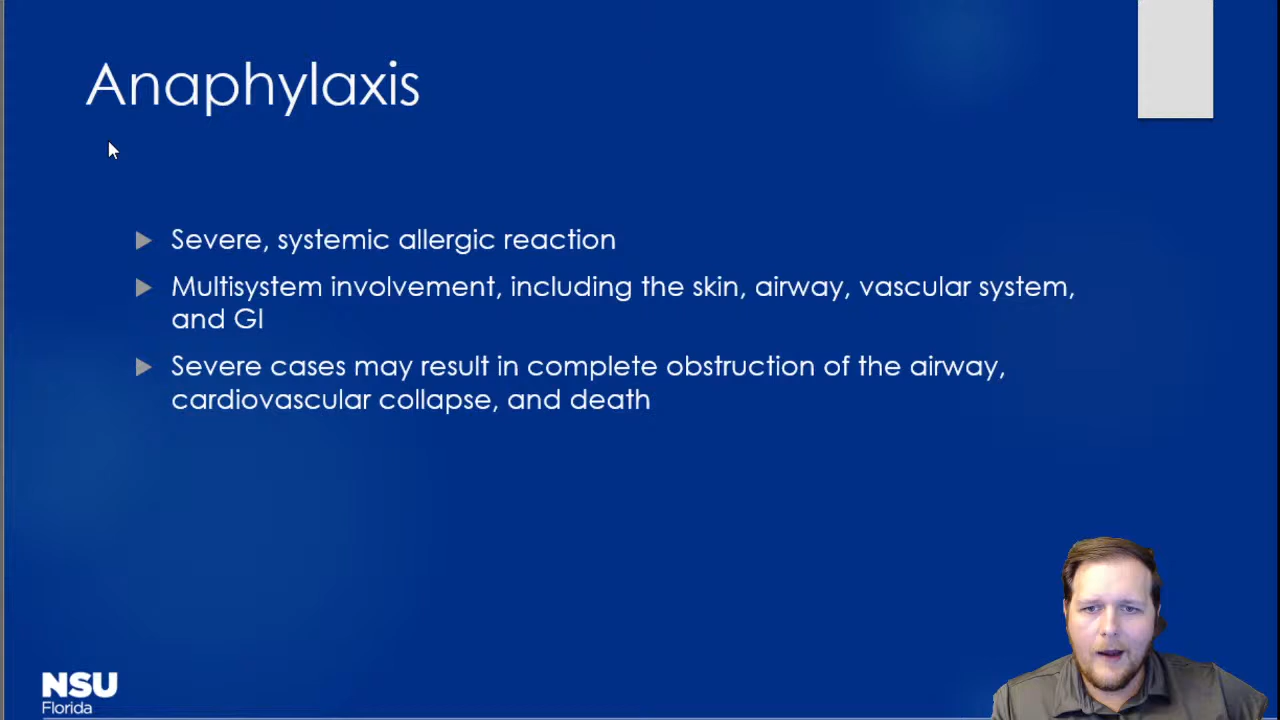 Anaphylaxis
Severe, systemic allergic reaction
Multisystem involvement, including the skin, airway, vascular system,
and GI
Severe cases may result in complete obstruction of the airway,
cardiovascular collapse, and death
NSU
Florida